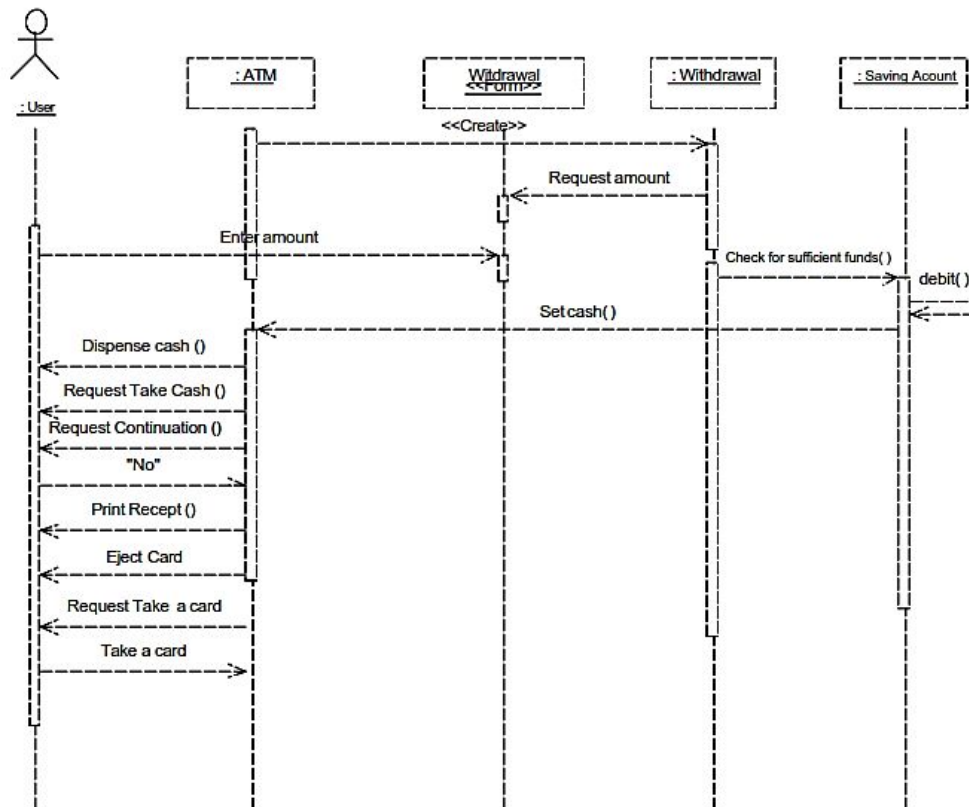 : User
: ATM
Witdrawal
<<Form>>
: Withdrawal
: Saving Acount
<<Create>>
Request amount
Enter amount
Check for sufficient funds( )
debit( )
Set cash( )
Dispense cash ()
Request Take Cash ()
Request Continuation ()
"No"
Print Recept ()
Eject Card
Request Take a card
Take a card